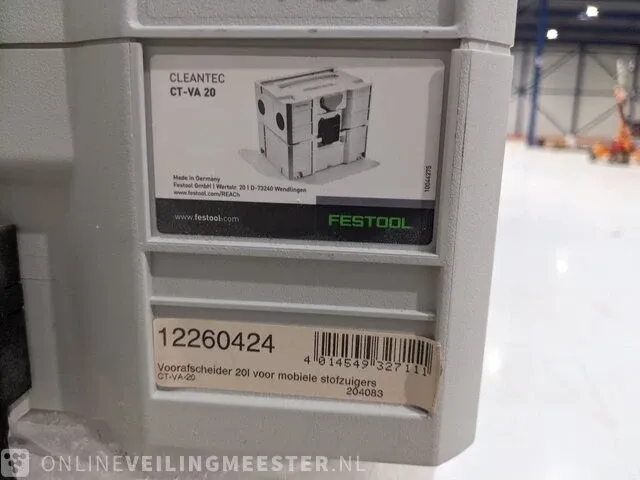 CLEANTEC
CT-VA 20
Made in Germany
Festool GmbH | Wertstr. 20 | D-73240 Wendlingen
www.festool.com/REACh
10044275
www.festool.com
FESTOOL
12260424
4 014549 327111
Voorafscheider 20l voor mobiele stofzuigers
CT-VA-20
204083
ONLINEVEILINGMEESTER.NL